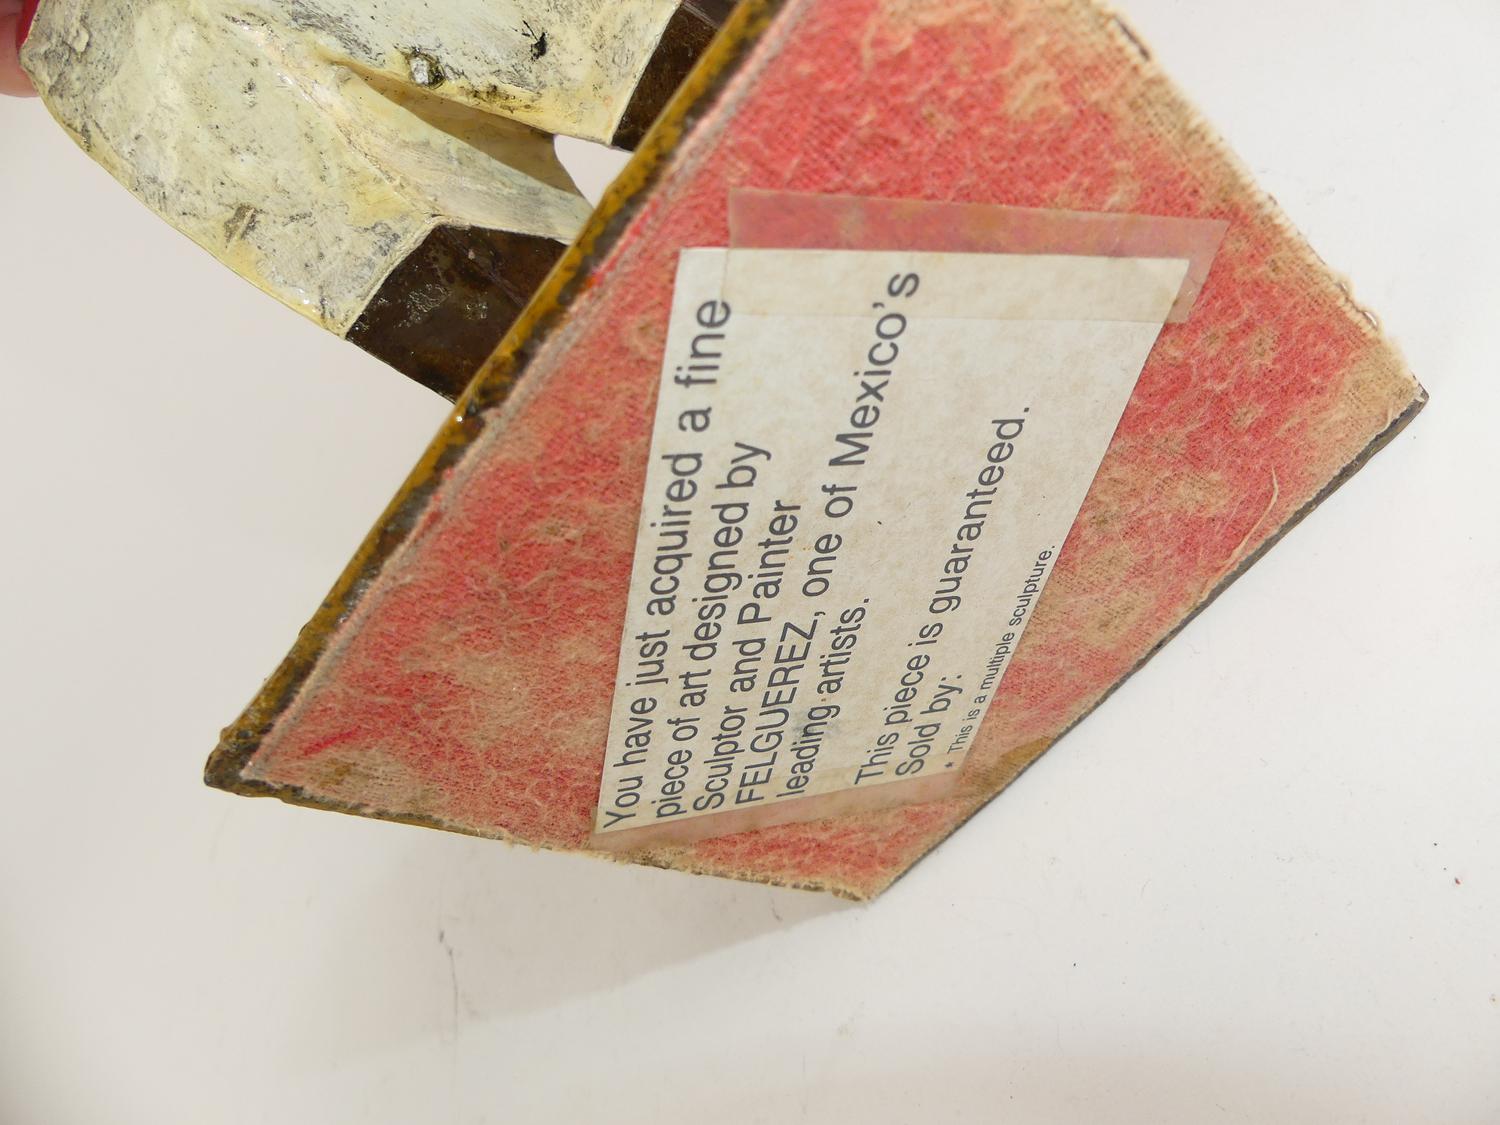 You have just acquired a fine
piece of art designed by
Sculptor and Painter
FELGUEREZ, one of Mexico's
leading artists.
This piece is guaranteed.
Sold by:
* This is a multiple sculpture.